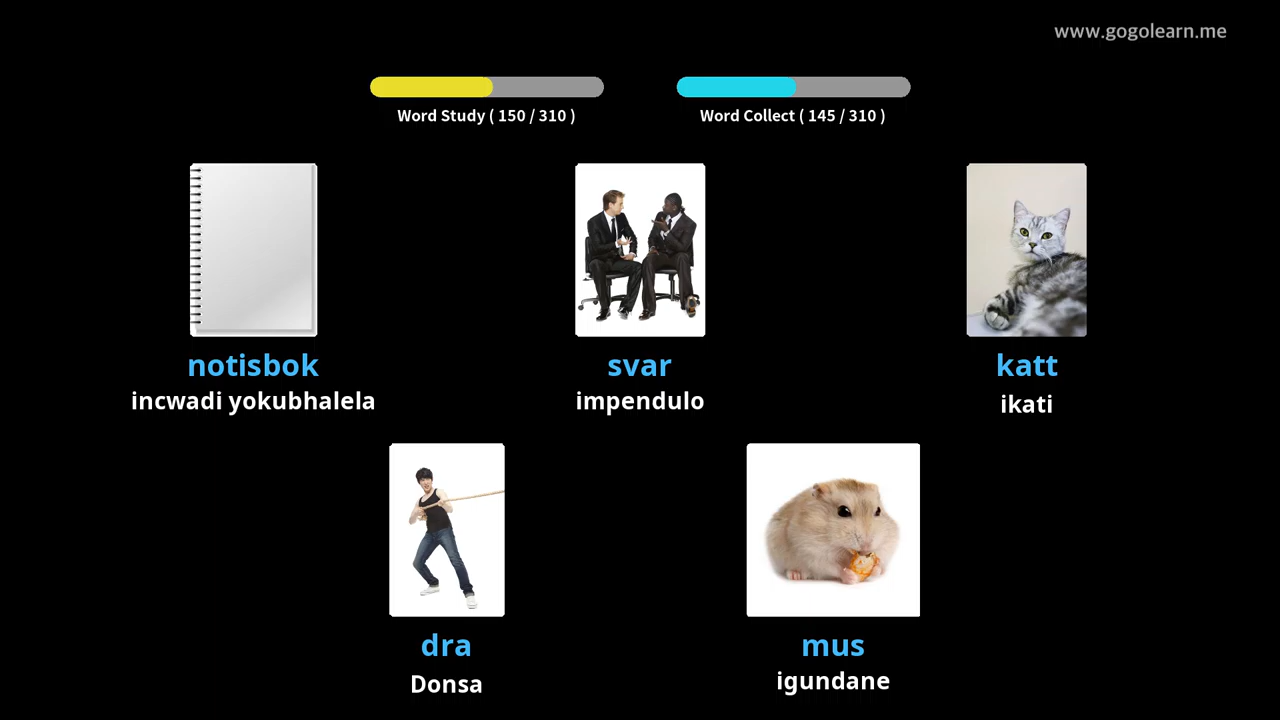 www.gogolearn.me
Word Study ( 150 / 310 )
Word Collect ( 145 / 310 )
notisbok
incwadi yokubhalela
svar
impendulo
katt
ikati
dra
Donsa
mus
igundane